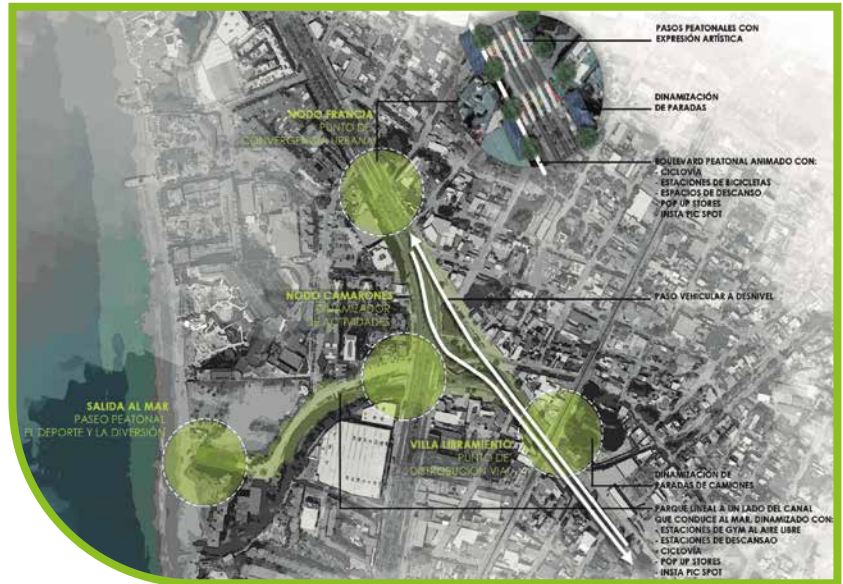 PASOS PEATONALES CON
EXPRESIÓN ARTÍSTICA
DINAMIZACIÓN
DE PARADAS
NODO FRANCIA
PUNTO DE
CONVERGENCIA URBANA
BOULEVARD PEATONAL ANIMADO CON:
- CICLOVÍA
- ESTACIONES DE BICICLETAS
- ESPACIOS DE DESCANSO
- POP UP STORES
- INSTA PIC SPOT
NODO CAMARONES
DINAMIZADOR
de ACTIVIDADES
PASO VEHICULAR A DESNIVEL
SALIDA AL MAR
PASEO PEATONAL
EL DEPORTE Y LA DIVERSIÓN
VILLA LIBRAMIENTO
PUNTO DE
DISTRIBUCIÓN VIAL
DINAMIZACIÓN DE
PARADAS DE CAMIONES
PARQUE LINEAL A UN LADO DEL CANAL
QUE CONDUCE AL MAR, DINAMIZADO CON:
- ESTACIONES DE GYM AL AIRE LIBRE
- ESTACIONES DE DESCANSAO
- CICLOVÍA
- POP UP STORES
- INSTA PIC SPOT